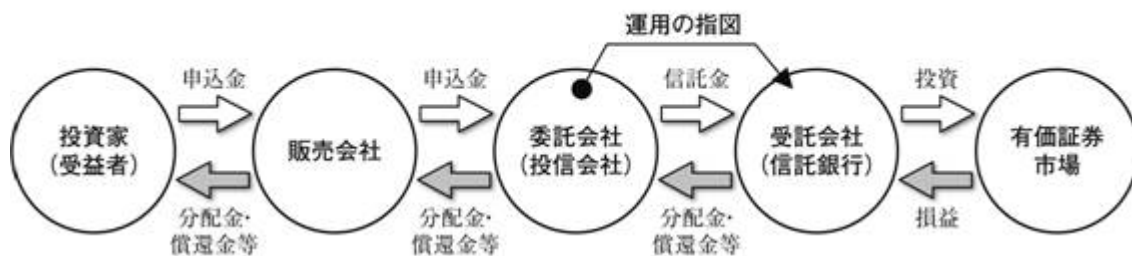 運用の指図
申込金
申込金
信託金
投資
投資家
(受益者)
販売会社
委託会社
(投信会社)
受託会社
(信託銀行)
有価証券
市場
分配金・
償還金等
分配金・
償還金等
分配金・
償還金等
損益